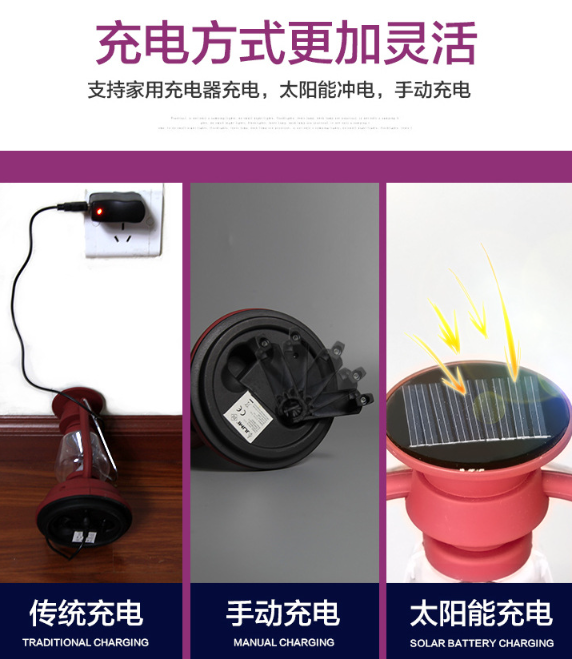 充电方式更加灵活
支持家用充电器充电，太阳能冲电，手动充电
传统充电
手动充电
太阳能充电
TRADITIONAL CHARGING
MANUAL CHARGING
SOLAR BATTERY CHARGING